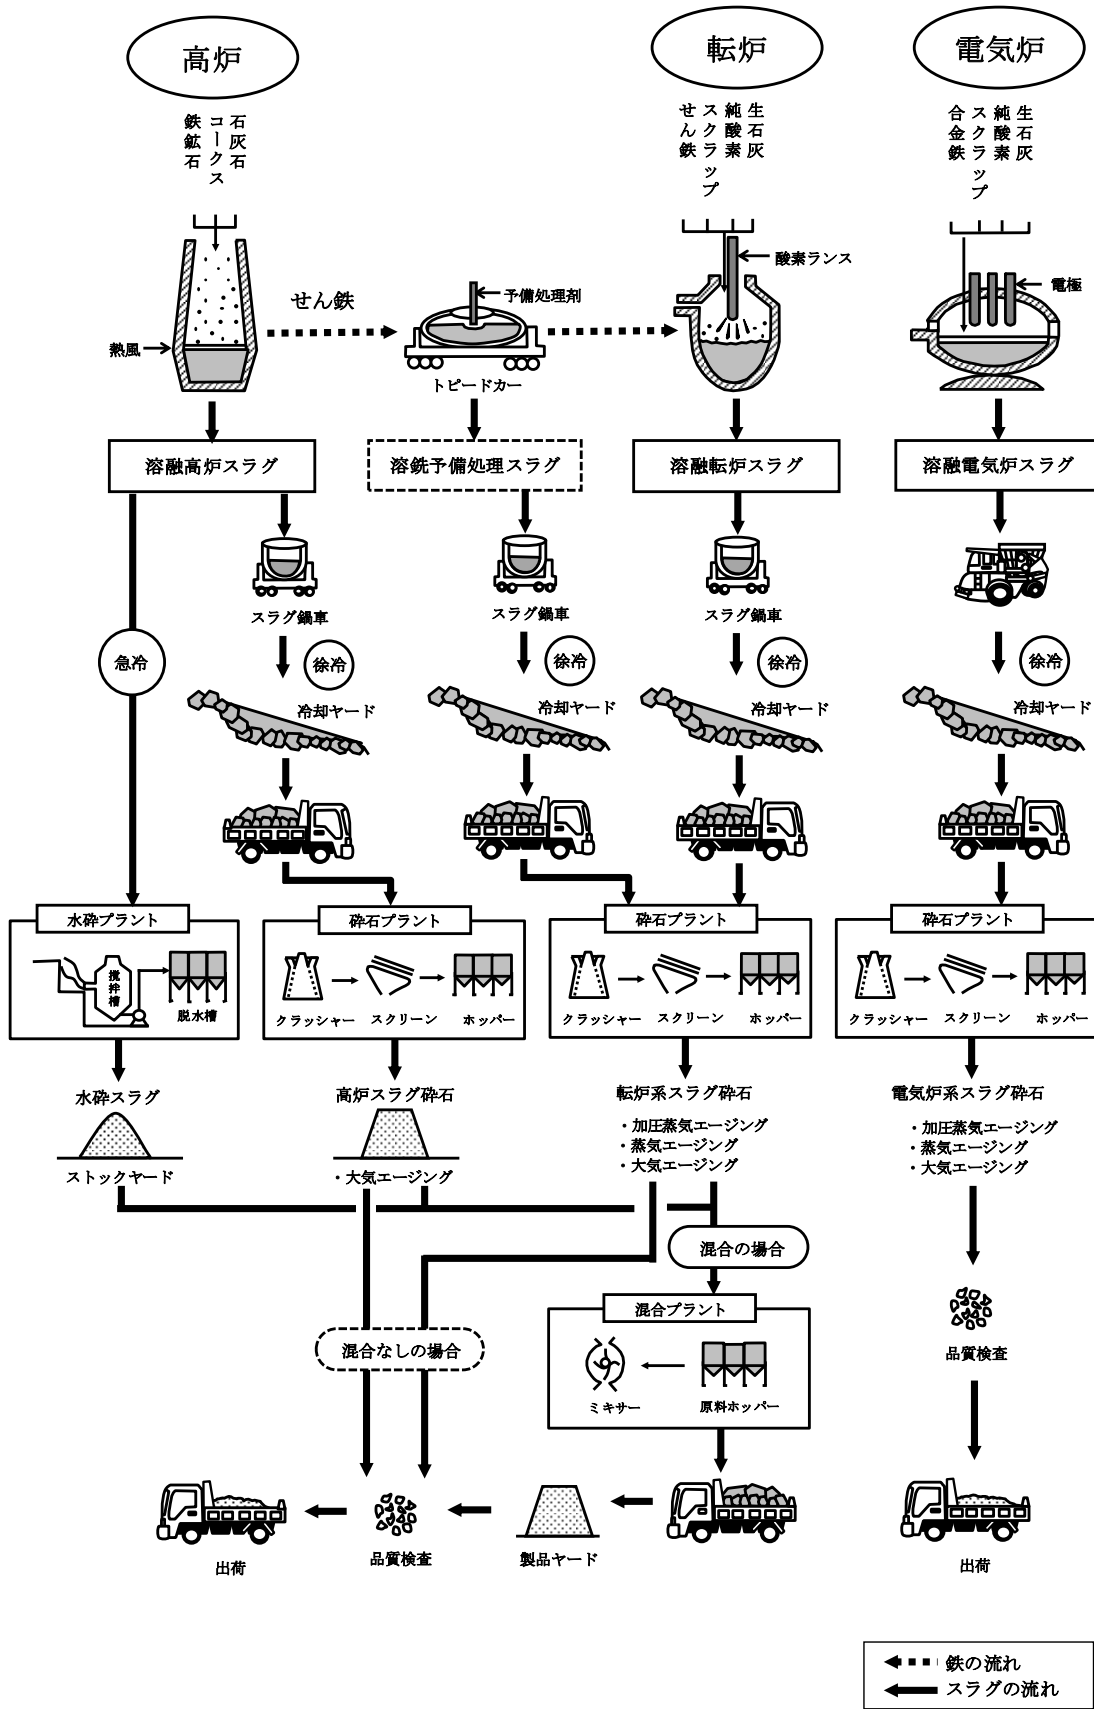 高炉
転炉
電気炉
鉄鉱石
コークス
石灰石
せん鉄
スクラップ
純酸素
生石灰
合金鉄
スクラップ
純酸素
生石灰
酸素ランス
電極
せん鉄
予備処理剤
熱風
トピードカー
溶融高炉スラグ
溶銑予備処理スラグ
溶融転炉スラグ
溶融電気炉スラグ
スラグ鍋車
スラグ鍋車
スラグ鍋車
急冷
徐冷
徐冷
徐冷
徐冷
冷却ヤード
冷却ヤード
冷却ヤード
冷却ヤード
水砕プラント
砕石プラント
砕石プラント
砕石プラント
攪拌槽
脱水槽
クラッシャー
スクリーン
ホッパー
クラッシャー
スクリーン
ホッパー
クラッシャー
スクリーン
ホッパー
水砕スラグ
高炉スラグ砕石
転炉系スラグ砕石
電気炉系スラグ砕石
ストックヤード
・大気エージング
・加圧蒸気エージング
・蒸気エージング
・大気エージング
・加圧蒸気エージング
・蒸気エージング
・大気エージング
混合の場合
混合プラント
混合なしの場合
ミキサー
原料ホッパー
品質検査
出荷
品質検査
製品ヤード
出荷
鉄の流れ
スラグの流れ